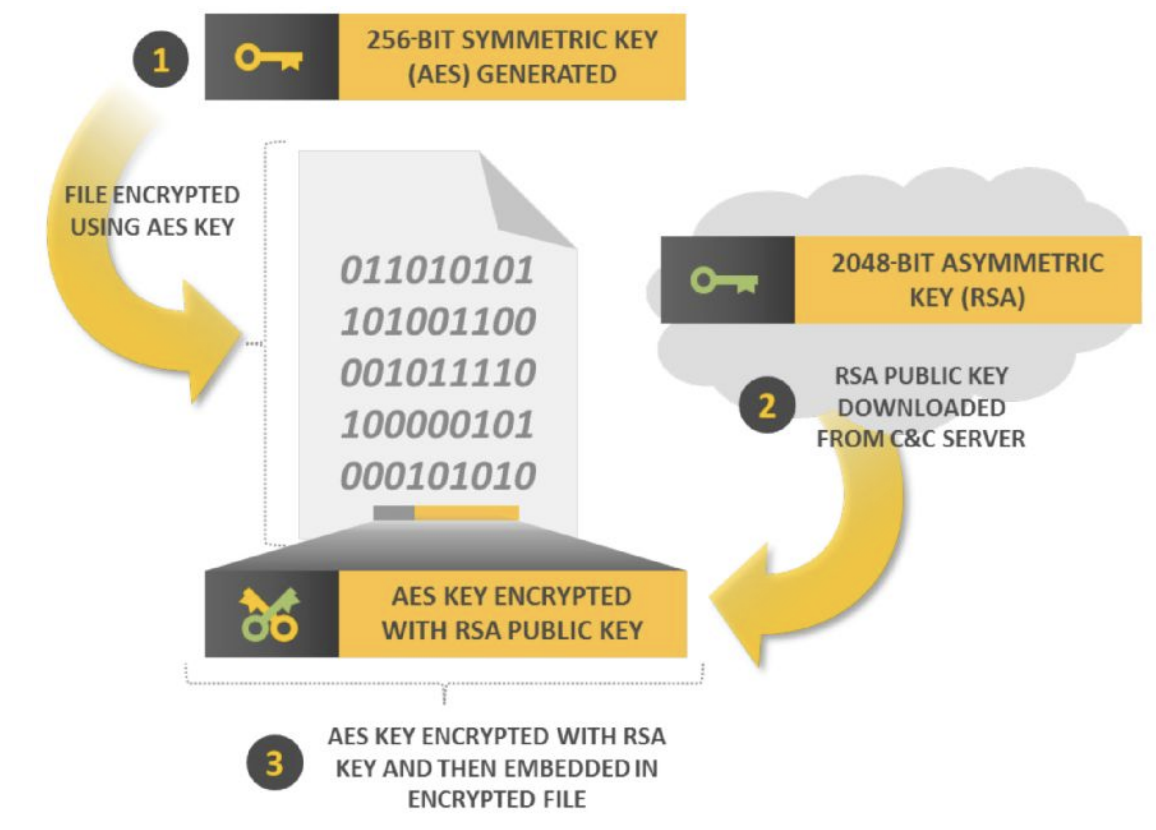 1
256-BIT SYMMETRIC KEY
(AES) GENERATED
FILE ENCRYPTED
USING AES KEY
011010101
101001100
001011110
100000101
000101010
2048-BIT ASYMMETRIC
KEY (RSA)
2
RSA PUBLIC KEY
DOWNLOADED
FROM C&C SERVER
AES KEY ENCRYPTED
WITH RSA PUBLIC KEY
3
AES KEY ENCRYPTED WITH RSA
KEY AND THEN EMBEDDED IN
ENCRYPTED FILE